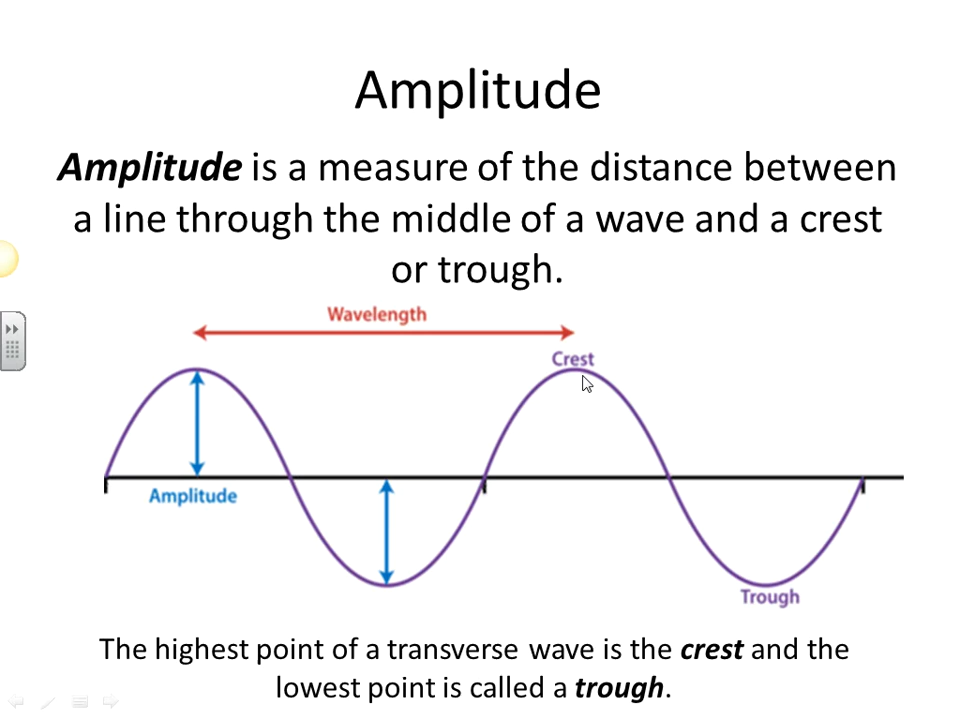 Amplitude
Amplitude is a measure of the distance between
a line through the middle of a wave and a crest
or trough.
Wavelength
Crest
Amplitude
Trough
The highest point of a transverse wave is the crest and the
lowest point is called a trough.